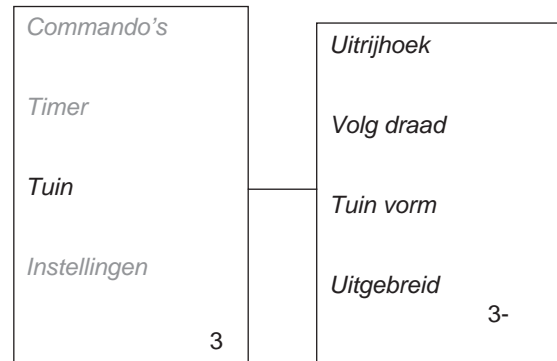 Commando’s
Timer
Tuin
Instellingen
3
Uitrijhoek
Volg draad
Tuin vorm
Uitgebreid
3-